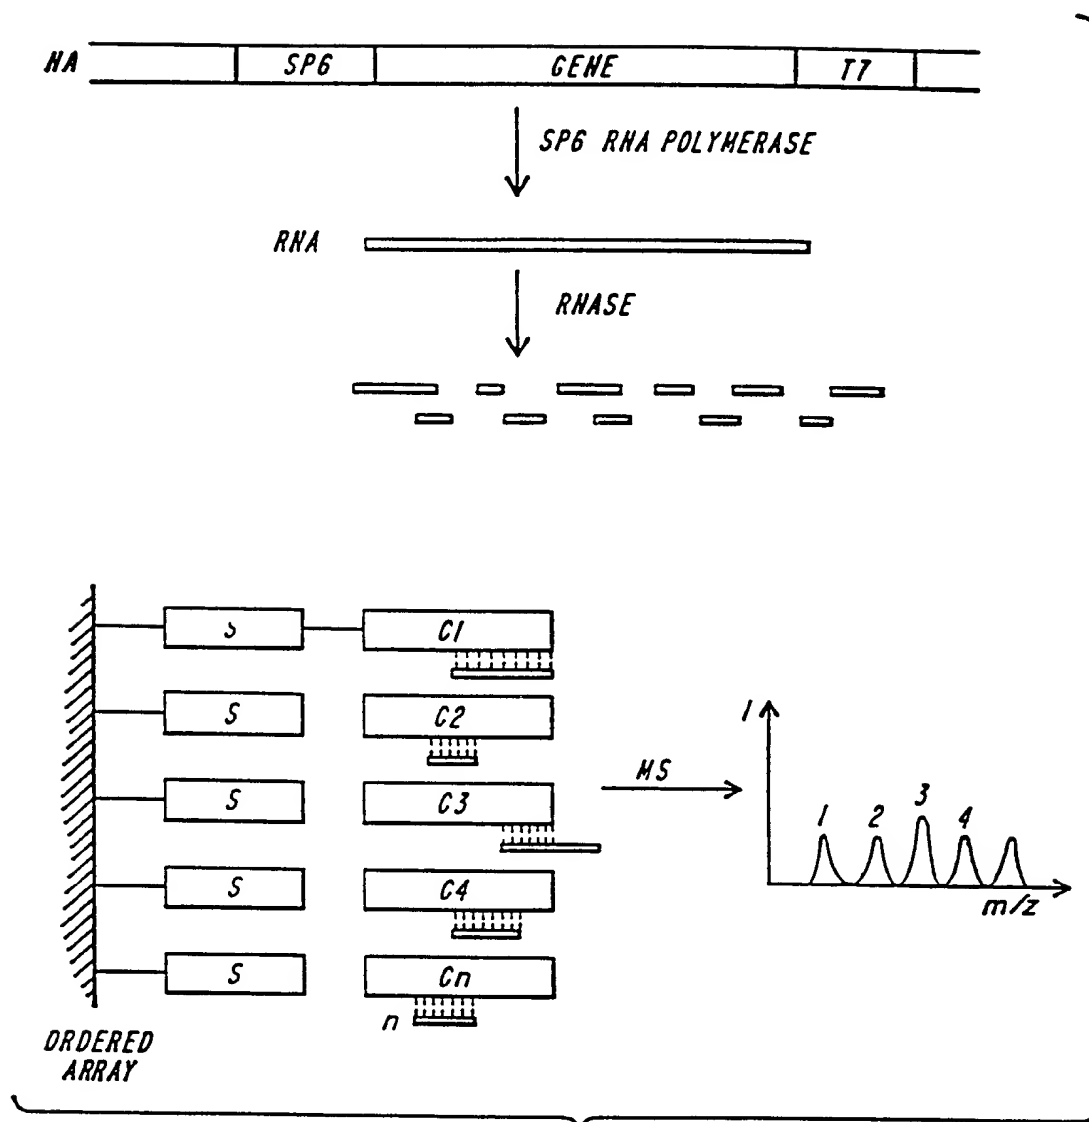 NA SP6 GENE T7
SP6 RNA POLYMERASE
RNA
RNASE
S C1
S C2
S C3
S C4
S Cn
n
ORDERED
ARRAY
MS
I
1 2 3 4
m/z